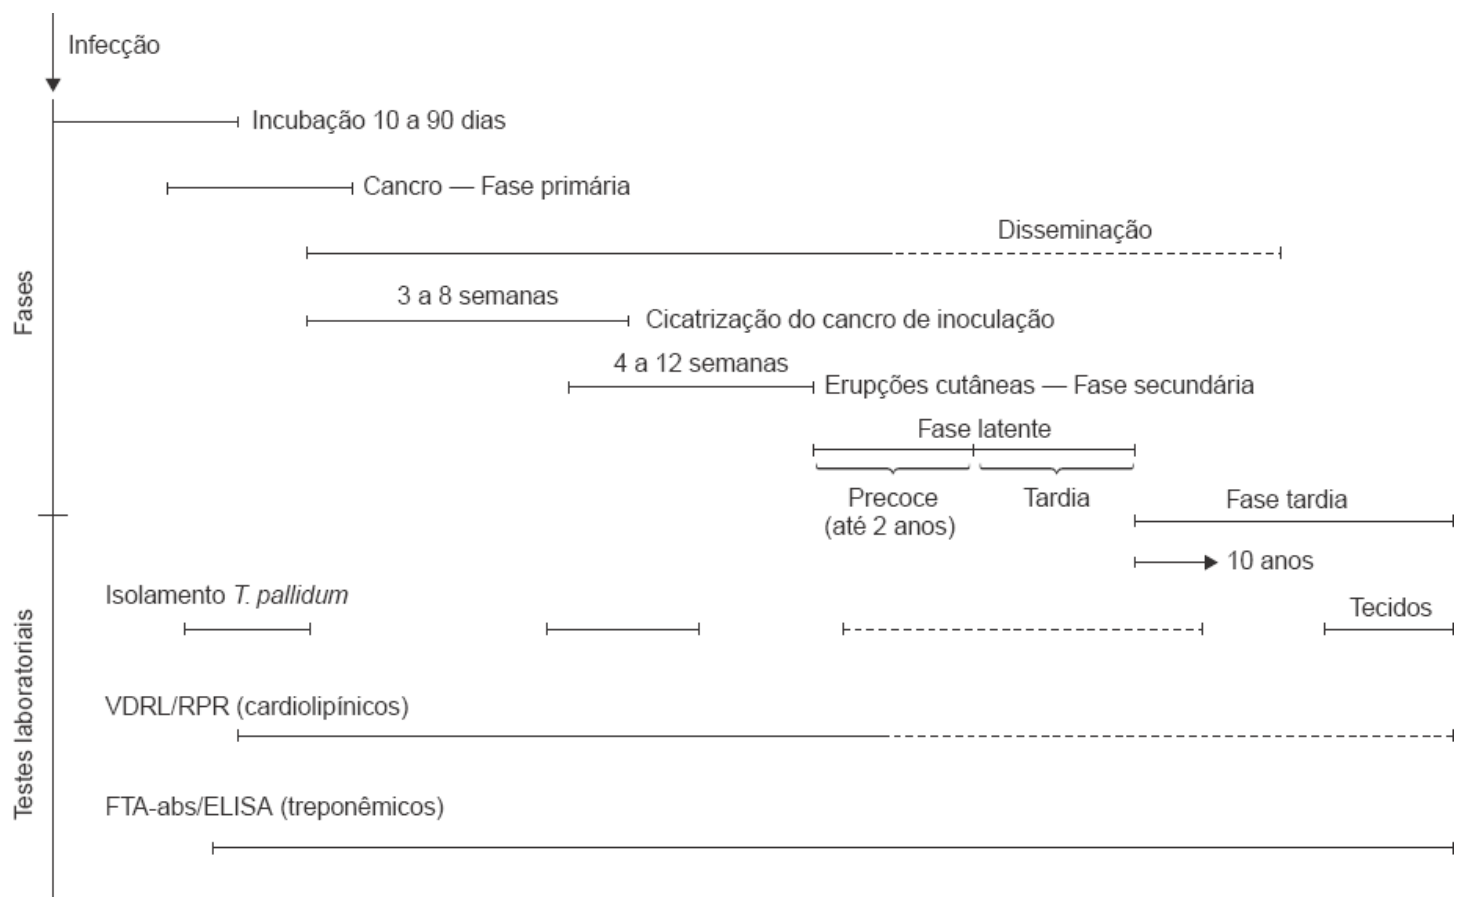 Infecção
Incubação 10 a 90 dias
Cancro — Fase primária
Disseminação
3 a 8 semanas
Cicatrização do cancro de inoculação
4 a 12 semanas
Erupções cutâneas — Fase secundária
Fase latente
Precoce
(até 2 anos)
Tardia
Fase tardia
10 anos
Fases
Isolamento T. pallidum
Tecidos
VDRL/RPR (cardiolipínicos)
FTA-abs/ELISA (treponêmicos)
Testes laboratoriais